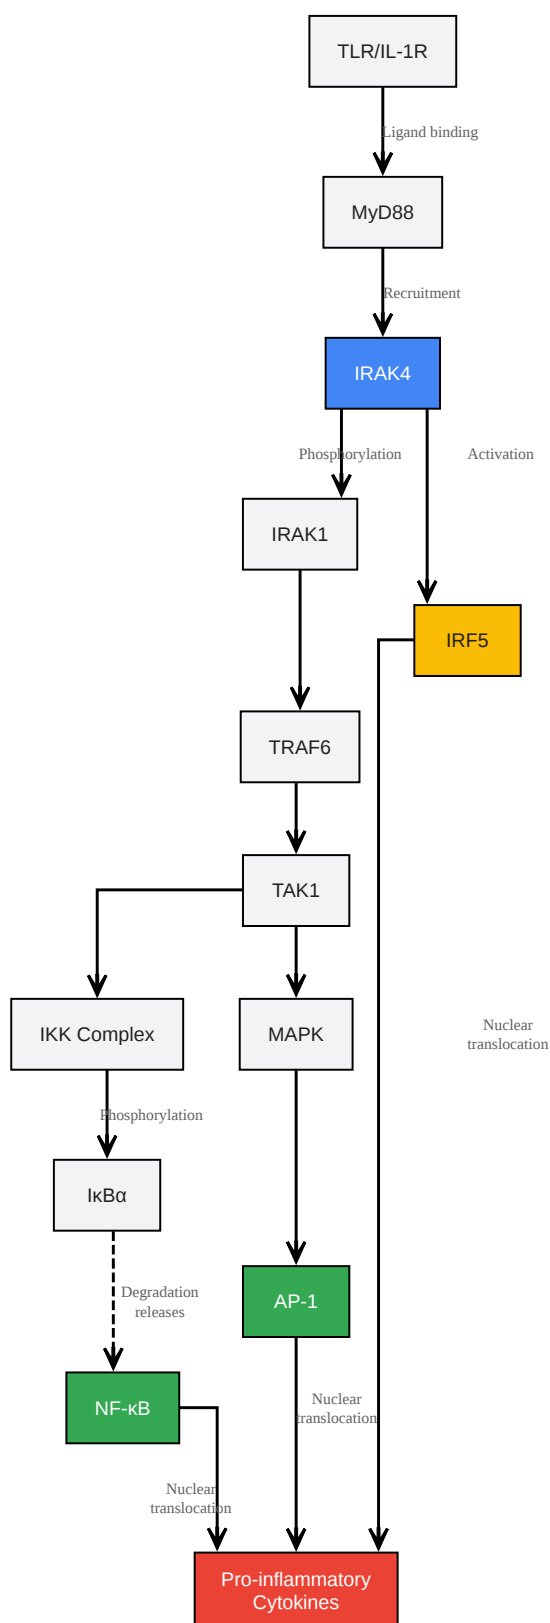 TLR/IL-1R
Ligand binding
MyD88
Recruitment
IRAK4
Phosphorylation
Activation
IRAK1
IRF5
TRAF6
TAK1
IKK Complex
MAPK
Nuclear
translocation
Phosphorylation
IκBα
Degradation
releases
AP-1
NF-κB
Nuclear
translocation
Nuclear
translocation
Pro-inflammatory
Cytokines